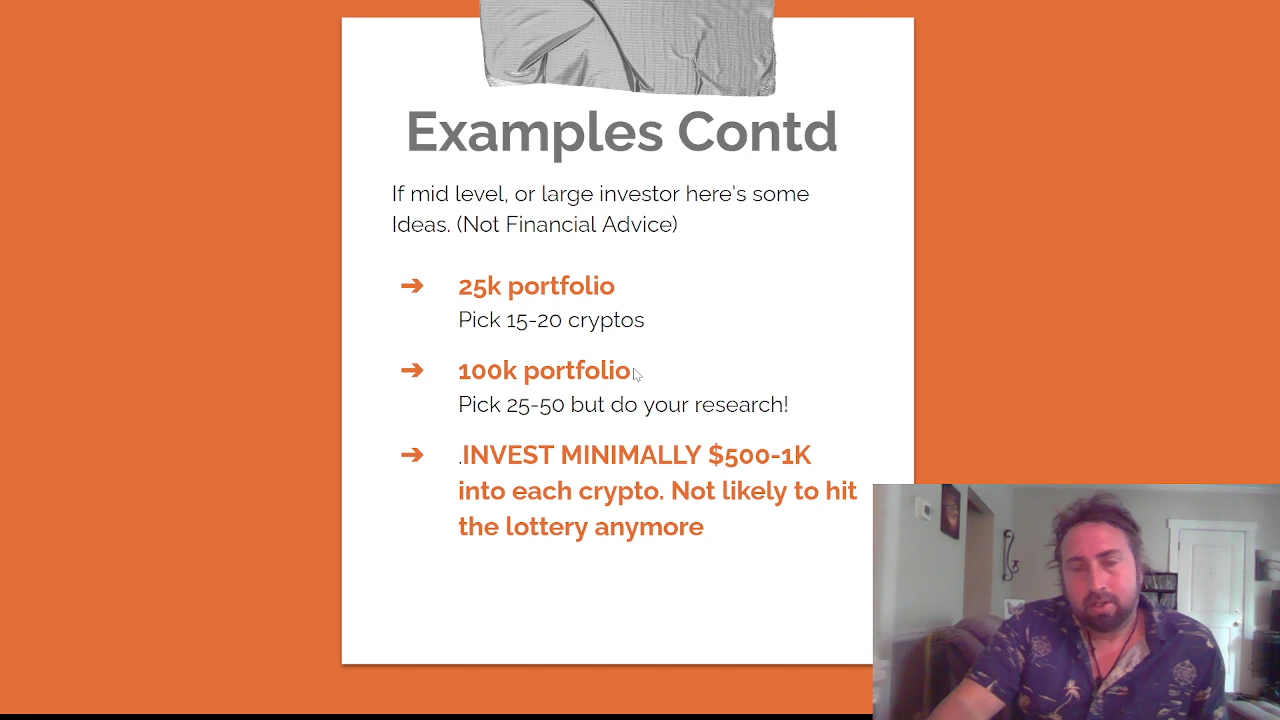 Examples Contd
If mid level, or large investor here's some
Ideas. (Not Financial Advice)
➔ 25k portfolio
Pick 15-20 cryptos
➔ 100k portfolio
Pick 25-50 but do your research!
➔ .INVEST MINIMALLY $500-1K
into each crypto. Not likely to hit
the lottery anymore